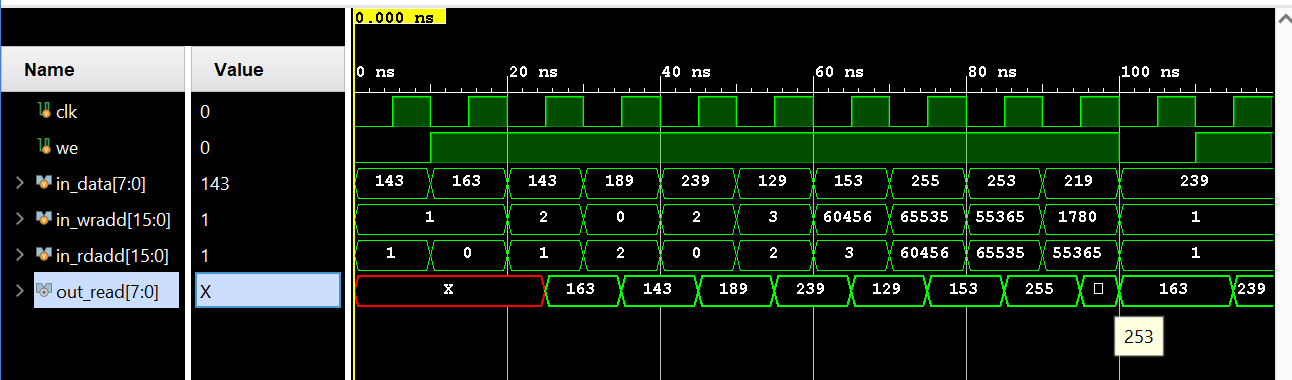 0.000 ns
Name Value
0 ns 20 ns 40 ns 60 ns 80 ns 100 ns
clk 0
we 0
in_data[7:0] 143 143 163 143 189 239 129 153 255 253 219 239
in_wradd[15:0] 1 1 2 0 2 3 60456 65535 55365 1780 1
in_rdadd[15:0] 1 1 0 1 2 0 2 3 60456 65535 55365 1
out_read[7:0] X X 163 143 189 239 129 153 255 163 239
253